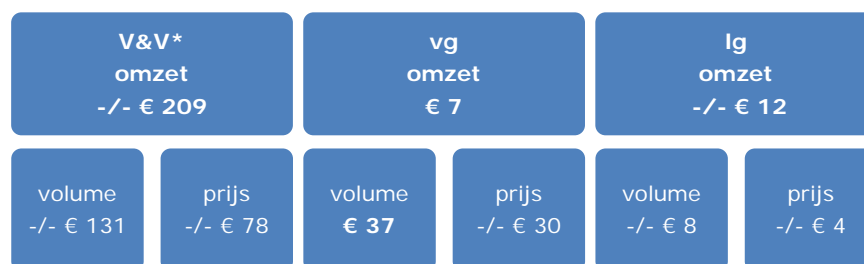 V&V*
omzet
-/- € 209
vg
omzet
€ 7
lg
omzet
-/- € 12
volume
-/- € 131
prijs
-/- € 78
volume
€ 37
prijs
-/- € 30
volume
-/- € 8
prijs
-/- € 4